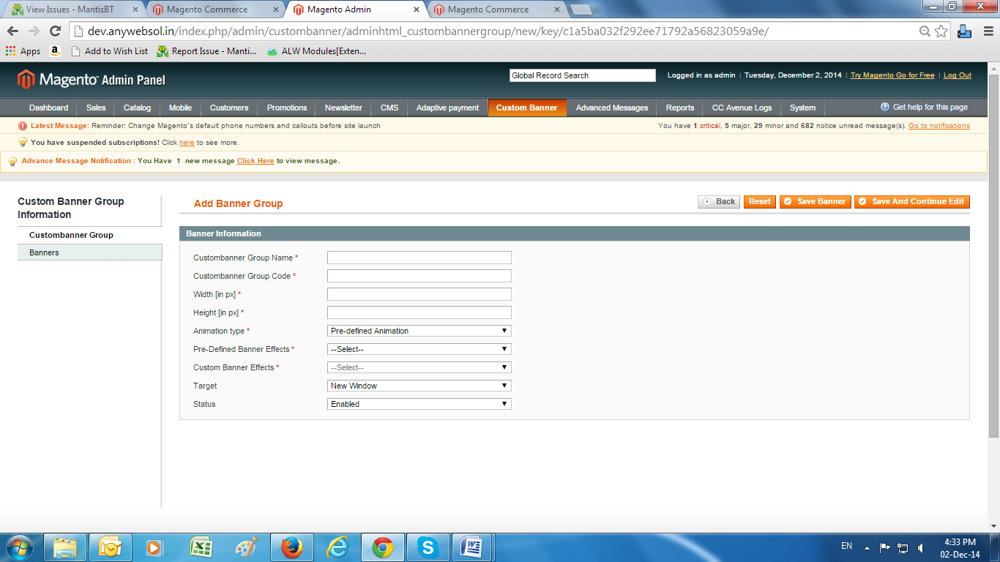 View Issues - MantisBT
Magento Commerce
Magento Admin
Magento Commerce
dev.anywebsol.in/index.php/admin/custombanner/adminhtml_custombannergroup/new/key/c1a5ba032f292ee71792a56823059a9e/
Apps
Add to Wish List
Report Issue - Manti...
ALW Modules[Exten...
Magento Admin Panel
Global Record Search
Logged in as admin | Tuesday, December 2, 2014 | Try Magento Go for Free | Log Out
Dashboard Sales Catalog Mobile Customers Promotions Newsletter CMS Adaptive payment Custom Banner Advanced Messages Reports CC Avenue Logs System Get help for this page
Latest Message: Reminder: Change Magento's default phone numbers and callouts before site launch
You have 1 critical, 5 major, 29 minor and 682 notice unread message(s). Go to notifications
You have suspended subscriptions! Click here to see more.
Advance Message Notification : You Have 1 new message Click Here to view message.
Custom Banner Group
Information
Custombanner Group
Banners
Add Banner Group
Back Reset Save Banner Save And Continue Edit
Banner Information
Custombanner Group Name *
Custombanner Group Code *
Width [in px] *
Height [in px] *
Animation type * Pre-defined Animation
Pre-Defined Banner Effects * --Select--
Custom Banner Effects * --Select--
Target New Window
Status Enabled
EN
4:33 PM
02-Dec-14